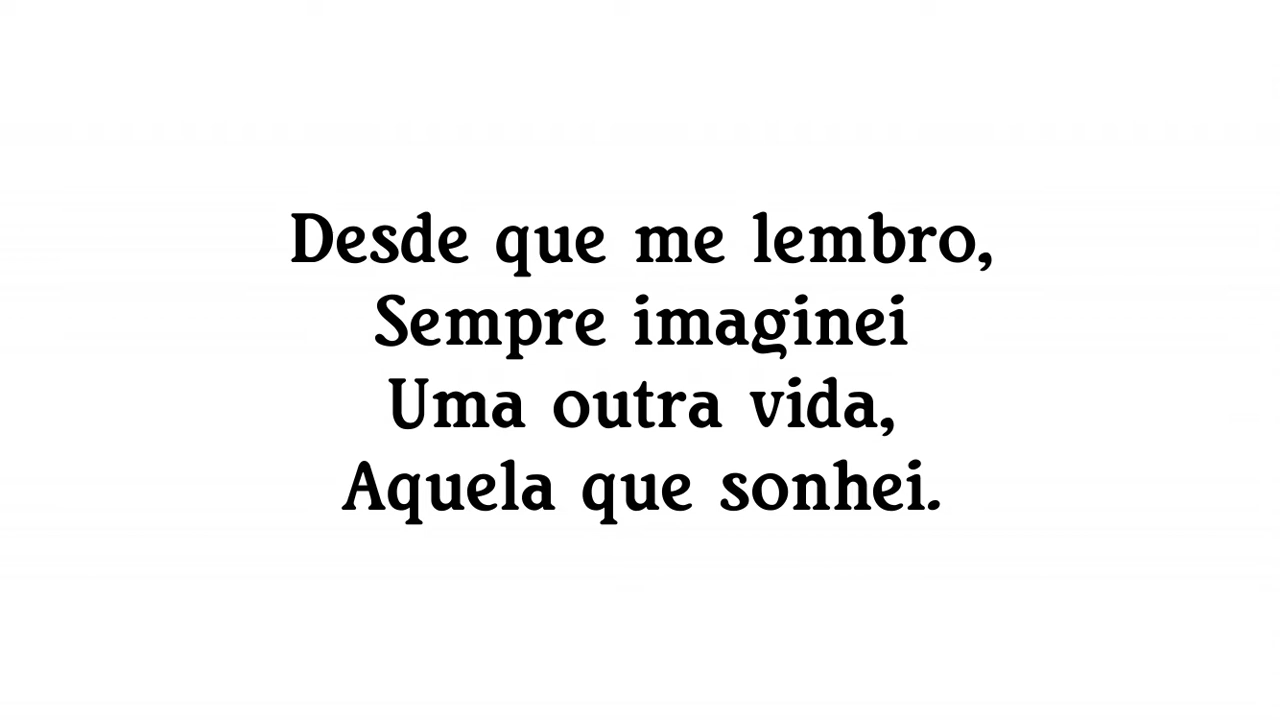 Desde que me lembro,
Sempre imaginei
Uma outra vida,
Aquela que sonhei.